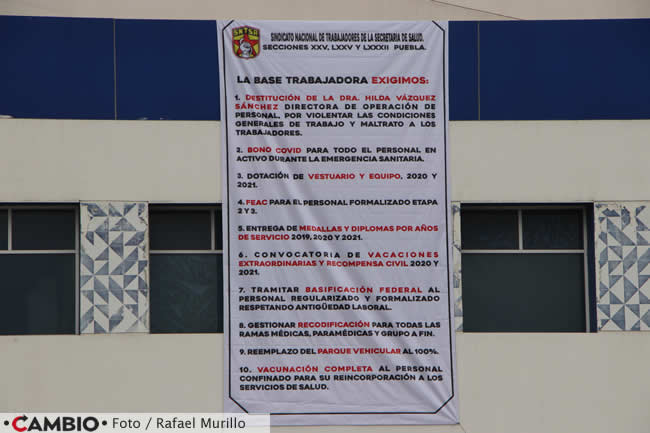 SNTSA
SINDICATO NACIONAL DE TRABAJADORES DE LA SECRETARIA DE SALUD.
SECCIONES XXV, LXXV Y LXXXII PUEBLA.
LA BASE TRABAJADORA EXIGIMOS:
1. DESTITUCIÓN DE LA DRA. HILDA VÁZQUEZ
SÁNCHEZ DIRECTORA DE OPERACIÓN DE
PERSONAL, POR VIOLENTAR LAS CONDICIONES
GENERALES DE TRABAJO Y MALTRATO A LOS
TRABAJADORES.
2. BONO COVID PARA TODO EL PERSONAL EN
ACTIVO DURANTE LA EMERGENCIA SANITARIA.
3. DOTACIÓN DE VESTUARIO Y EQUIPO, 2020 Y
2021.
4. FEAC PARA EL PERSONAL FORMALIZADO ETAPA
2 Y 3.
5. ENTREGA DE MEDALLAS Y DIPLOMAS POR AÑOS
DE SERVICIO 2019, 2020 Y 2021.
6. CONVOCATORIA DE VACACIONES
EXTRAORDINARIAS Y RECOMPENSA CIVIL 2020 Y
2021.
7. TRAMITAR BASIFICACIÓN FEDERAL AL
PERSONAL REGULARIZADO Y FORMALIZADO
RESPETANDO ANTIGÜEDAD LABORAL.
8. GESTIONAR RECODIFICACIÓN PARA TODAS LAS
RAMAS MÉDICAS, PARAMÉDICAS Y GRUPO A FIN.
9. REEMPLAZO DEL PARQUE VEHICULAR AL 100%.
10. VACUNACIÓN COMPLETA AL PERSONAL
CONFINADO PARA SU REINCORPORACIÓN A LOS
SERVICIOS DE SALUD.
•CAMBIO• Foto / Rafael Murillo